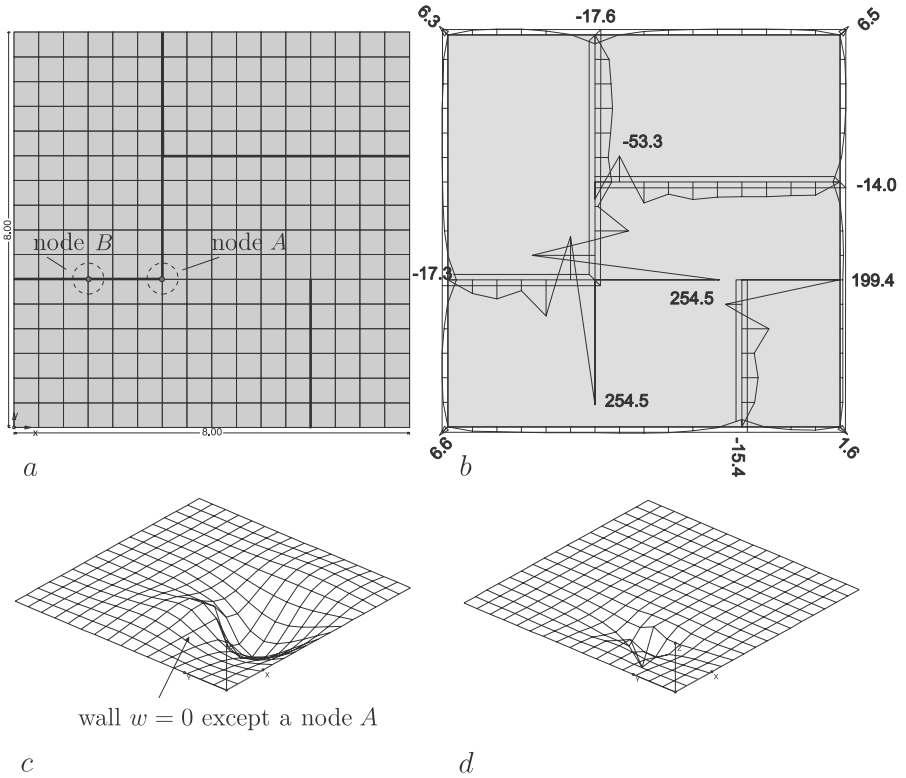 6.3
-17.6
6.5
8.00
node B
node A
-53.3
-14.0
-17.3
254.5
199.4
254.5
y
x
8.00
6.6
-15.4
1.6
a
b
Y
X
Z
Y
X
wall w = 0 except a node A
c
d